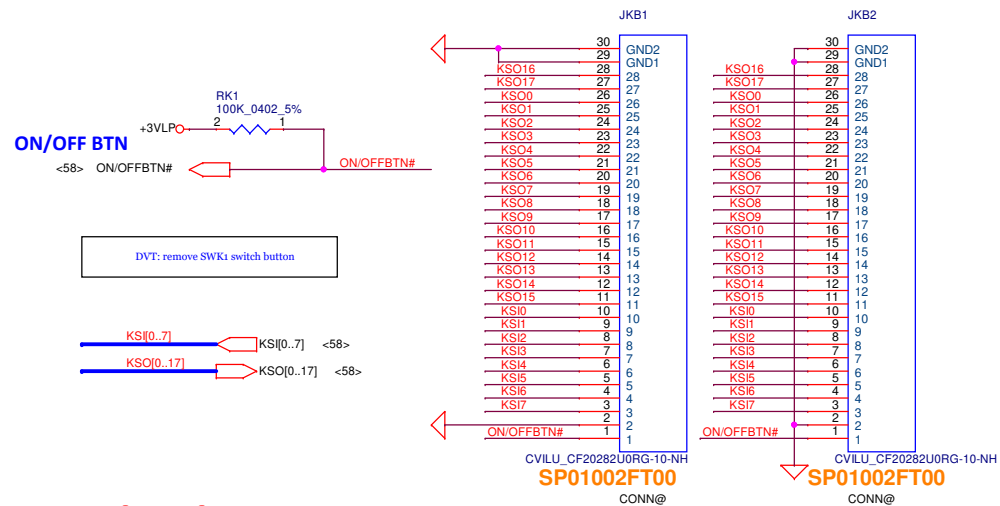 JKB1
JKB2
RK1
100K_0402_5%
+3VLP
2
1
ON/OFF BTN
<58> ON/OFFBTN#
ON/OFFBTN#
DVT: remove SWK1 switch button
KSI[0..7]
KSI[0..7] <58>
KSO[0..17]
KSO[0..17] <58>
30 GND2
29 GND1
KSO16 28 28
KSO17 27 27
KSO0 26 26
KSO1 25 25
KSO2 24 24
KSO3 23 23
KSO4 22 22
KSO5 21 21
KSO6 20 20
KSO7 19 19
KSO8 18 18
KSO9 17 17
KSO10 16 16
KSO11 15 15
KSO12 14 14
KSO13 13 13
KSO14 12 12
KSO15 11 11
KSI0 10 10
KSI1 9 9
KSI2 8 8
KSI3 7 7
KSI4 6 6
KSI5 5 5
KSI6 4 4
KSI7 3 3
2 2
ON/OFFBTN# 1 1
CVILU_CF20282U0RG-10-NH
SP01002FT00
CONN@
30 GND2
29 GND1
KSO16 28 28
KSO17 27 27
KSO0 26 26
KSO1 25 25
KSO2 24 24
KSO3 23 23
KSO4 22 22
KSO5 21 21
KSO6 20 20
KSO7 19 19
KSO8 18 18
KSO9 17 17
KSO10 16 16
KSO11 15 15
KSO12 14 14
KSO13 13 13
KSO14 12 12
KSO15 11 11
KSI0 10 10
KSI1 9 9
KSI2 8 8
KSI3 7 7
KSI4 6 6
KSI5 5 5
KSI6 4 4
KSI7 3 3
2 2
ON/OFFBTN# 1 1
CVILU_CF20282U0RG-10-NH
SP01002FT00
CONN@